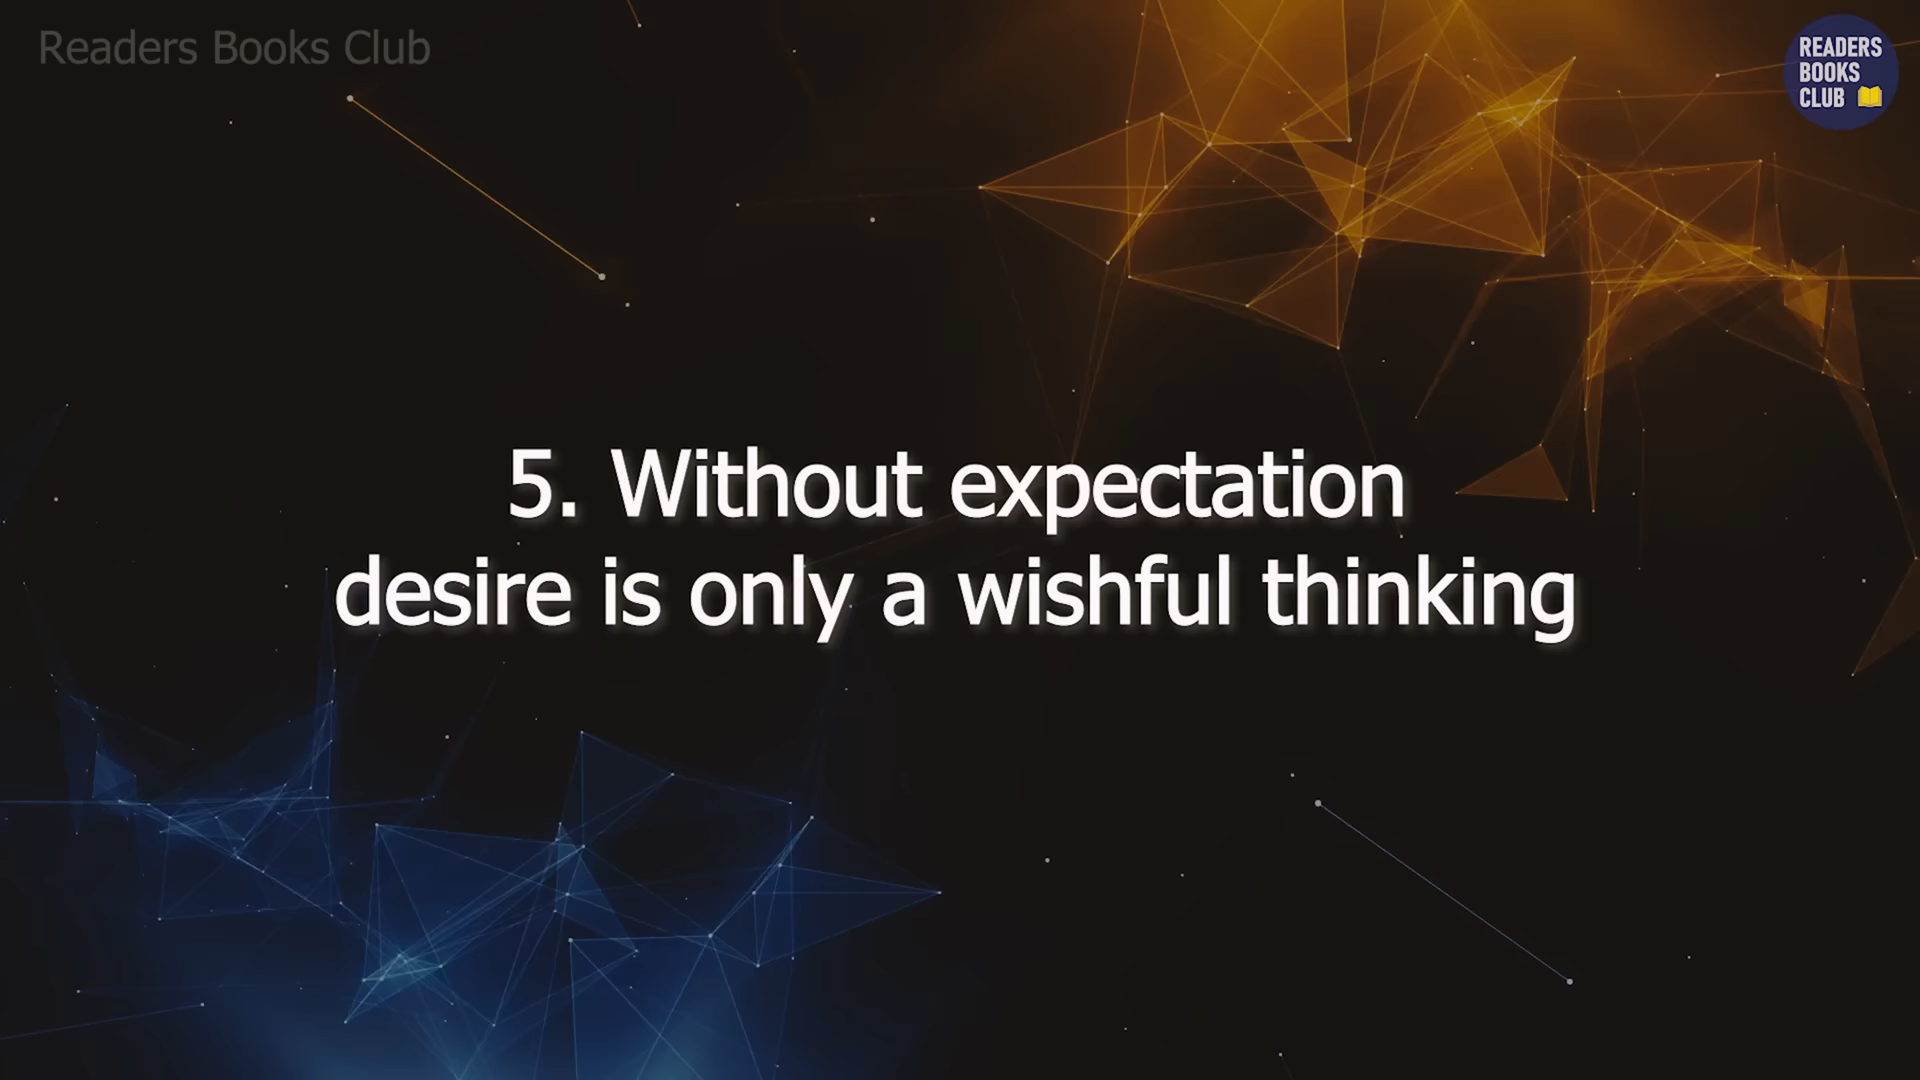 Readers Books Club
READERS
BOOKS
CLUB
5. Without expectation
desire is only a wishful thinking